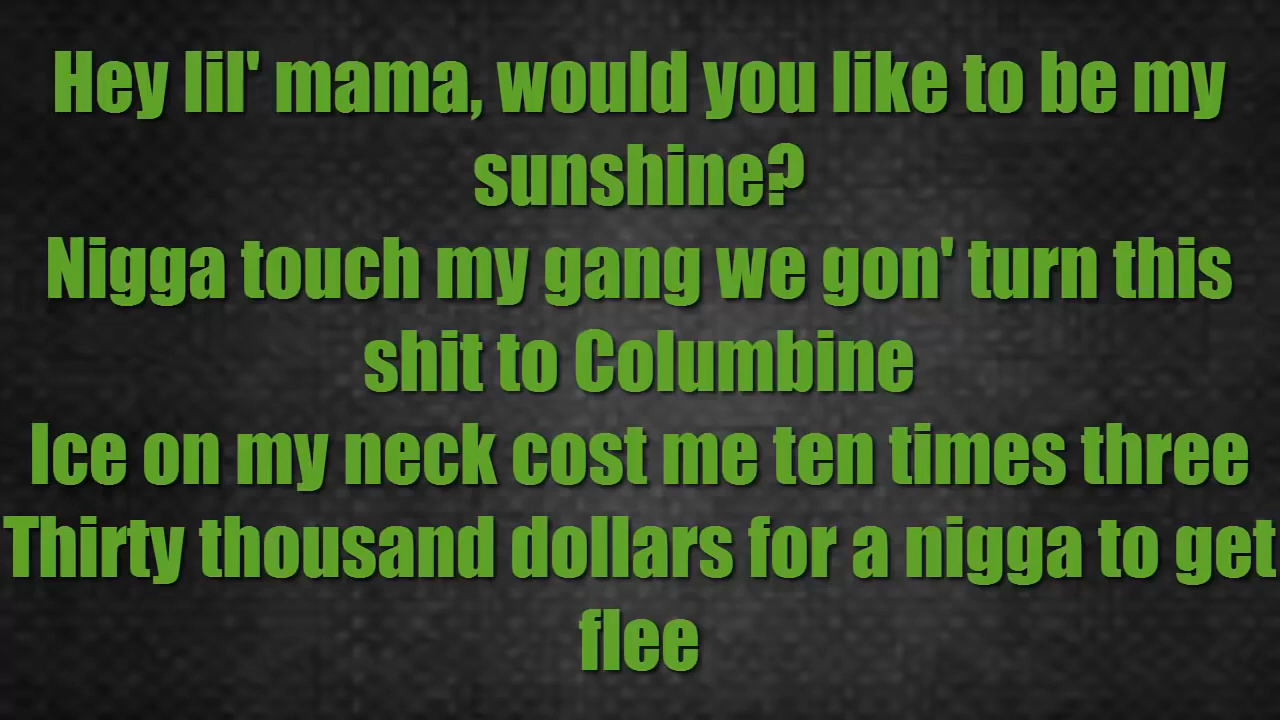 Hey lil' mama, would you like to be my
sunshine?
Nigga touch my gang we gon' turn this
shit to Columbine
Ice on my neck cost me ten times three
Thirty thousand dollars for a nigga to get
flee